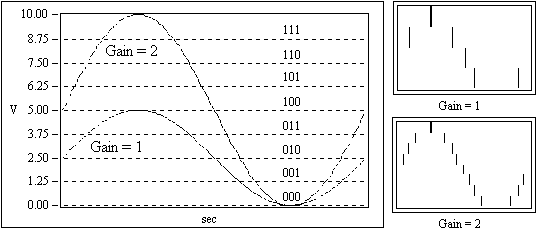 10.00
111
8.75
Gain = 2
110
7.50
101
6.25
100
V
5.00
011
3.75
Gain = 1
010
2.50
001
1.25
000
0.00
sec
Gain = 1
Gain = 2